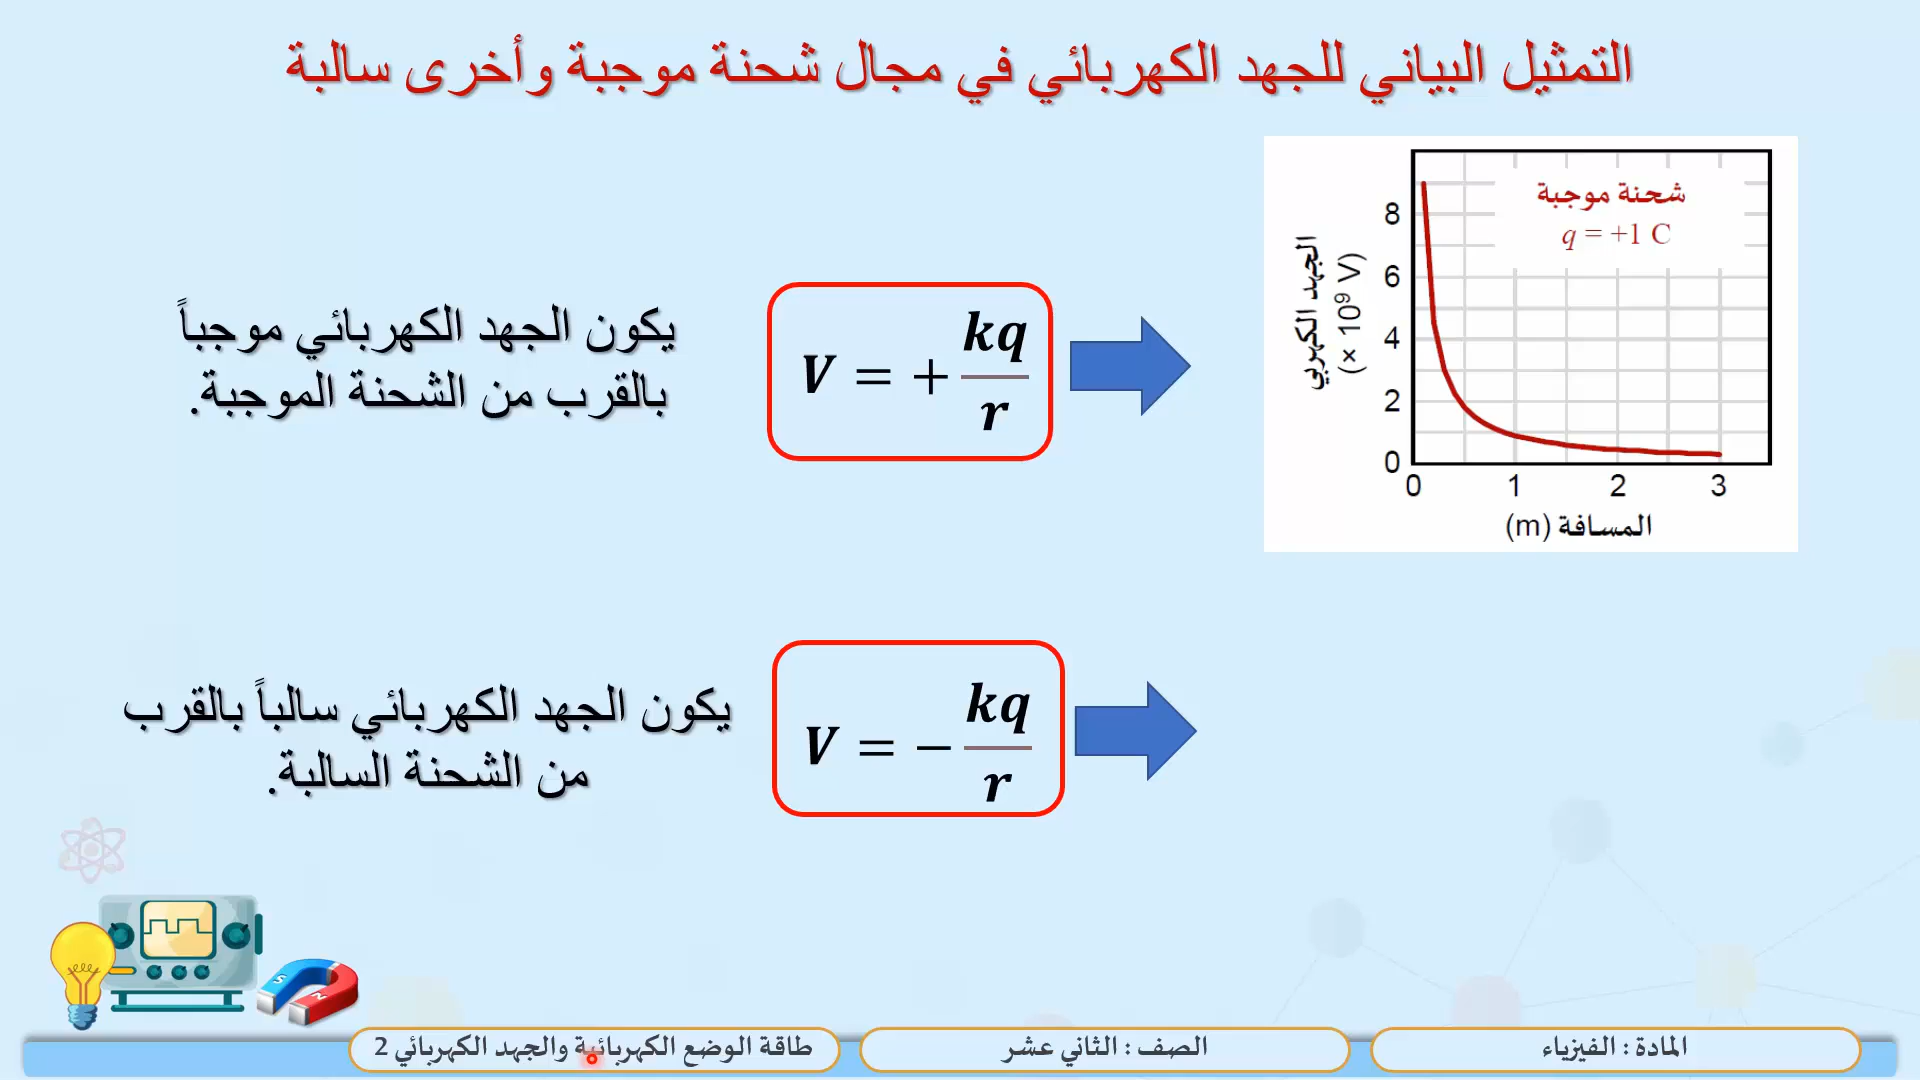 التمثيل البياني للجهد الكهربائي في مجال شحنة موجبة وأخرى سالبة
شحنة موجبة
q = +1 C
الجهد الكهربي
(× 10⁹ V)
8
6
4
2
0
0 1 2 3
المسافة (m)
V = + kq/r
يكون الجهد الكهربائي موجباً
بالقرب من الشحنة الموجبة.
V = − kq/r
يكون الجهد الكهربائي سالباً بالقرب
من الشحنة السالبة.
S
N
المادة : الفيزياء
الصف : الثاني عشر
طاقة الوضع الكهربائية والجهد الكهربائي 2